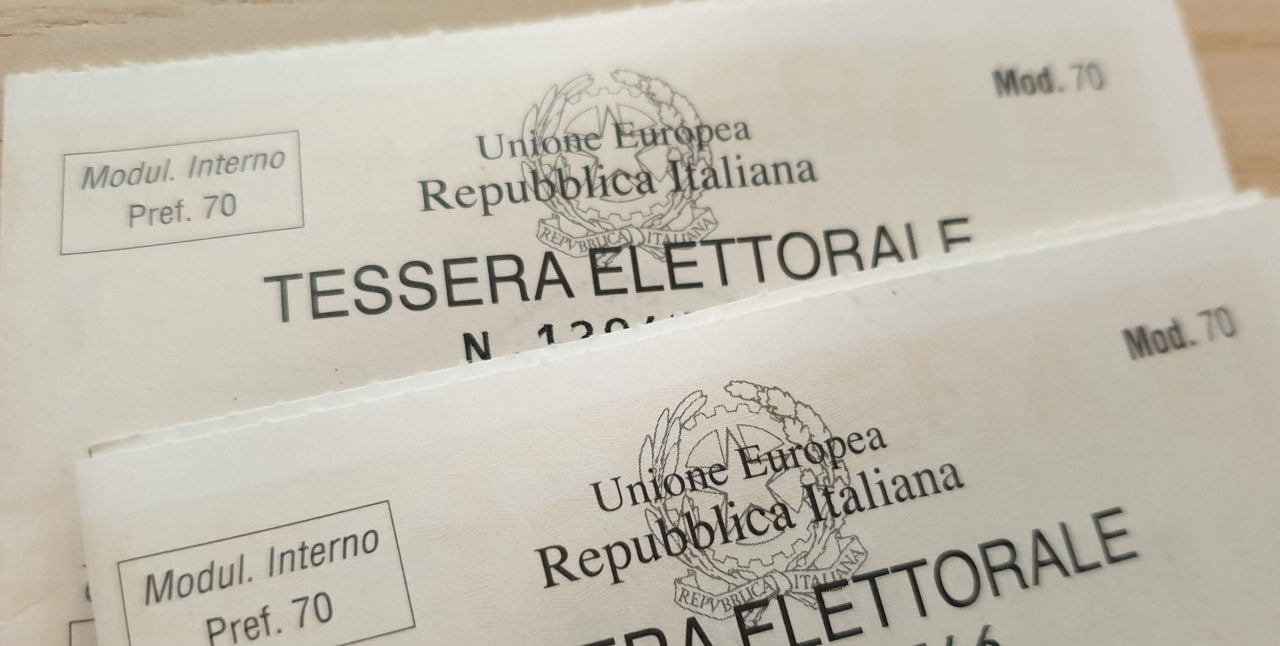 Mod. 70
Modul. Interno
Pref. 70
Unione Europea
Repubblica Italiana
REPVBBLICA ITALIANA
TESSERA ELETTORALE
N.
Mod. 70
Modul. Interno
Pref. 70
Unione Europea
Repubblica Italiana
REPVBBLICA ITALIANA
ELETTORALE